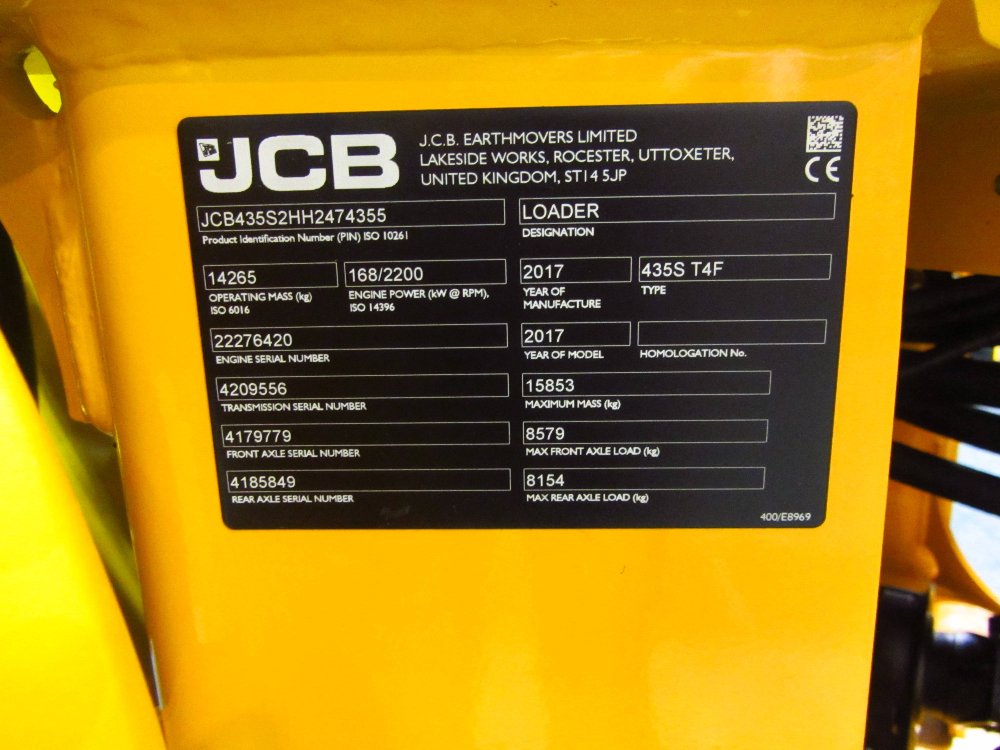 JCB
J.C.B. EARTHMOVERS LIMITED
LAKESIDE WORKS, ROCESTER, UTTOXETER,
UNITED KINGDOM, ST14 5JP
CE
JCB435S2HH2474355
Product Identification Number (PIN) ISO 10261
LOADER
DESIGNATION
14265
OPERATING MASS (kg)
ISO 6016
168/2200
ENGINE POWER (kW @ RPM),
ISO 14396
2017
YEAR OF
MANUFACTURE
435S T4F
TYPE
22276420
ENGINE SERIAL NUMBER
2017
YEAR OF MODEL
HOMOLOGATION No.
4209556
TRANSMISSION SERIAL NUMBER
15853
MAXIMUM MASS (kg)
4179779
FRONT AXLE SERIAL NUMBER
8579
MAX FRONT AXLE LOAD (kg)
4185849
REAR AXLE SERIAL NUMBER
8154
MAX REAR AXLE LOAD (kg)
400/E8969